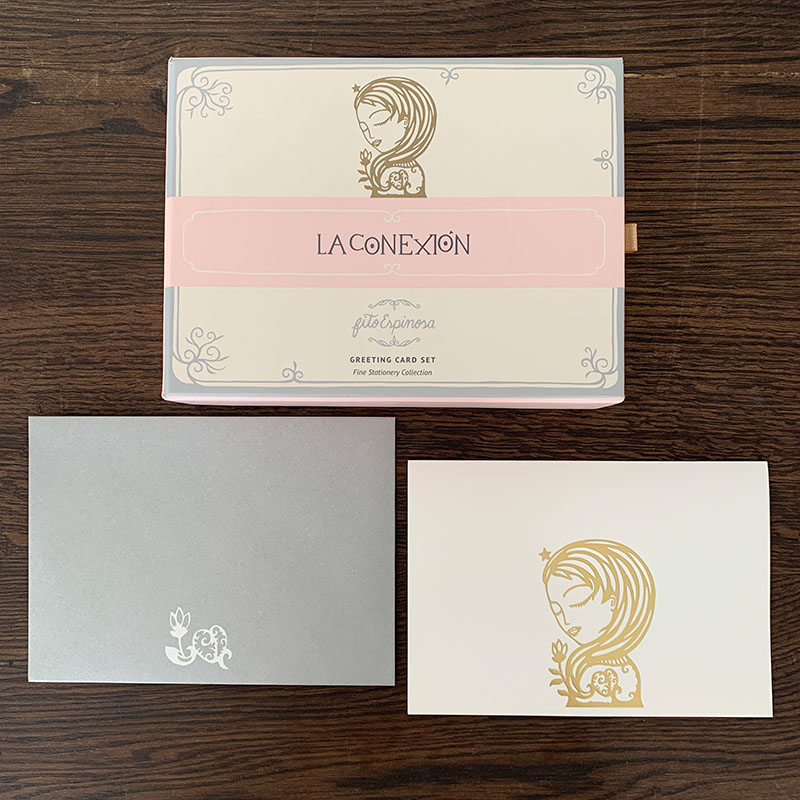 LA CONEXIÓN
fito Espinosa
GREETING CARD SET
Fine Stationery Collection